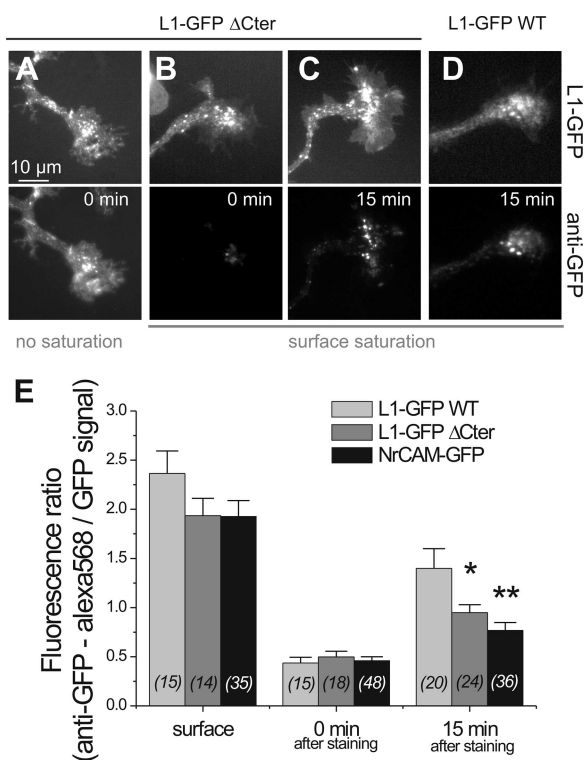 L1-GFP ΔCter
L1-GFP WT
A
B
C
D
L1-GFP
10 µm
0 min
0 min
15 min
15 min
anti-GFP
no saturation
surface saturation
E
Fluorescence ratio
(anti-GFP - alexa568 / GFP signal)
3.0
2.5
2.0
1.5
1.0
0.5
0.0
L1-GFP WT
L1-GFP ΔCter
NrCAM-GFP
*
**
(15)
(14)
(35)
(15)
(18)
(48)
(20)
(24)
(36)
surface
0 min
after staining
15 min
after staining